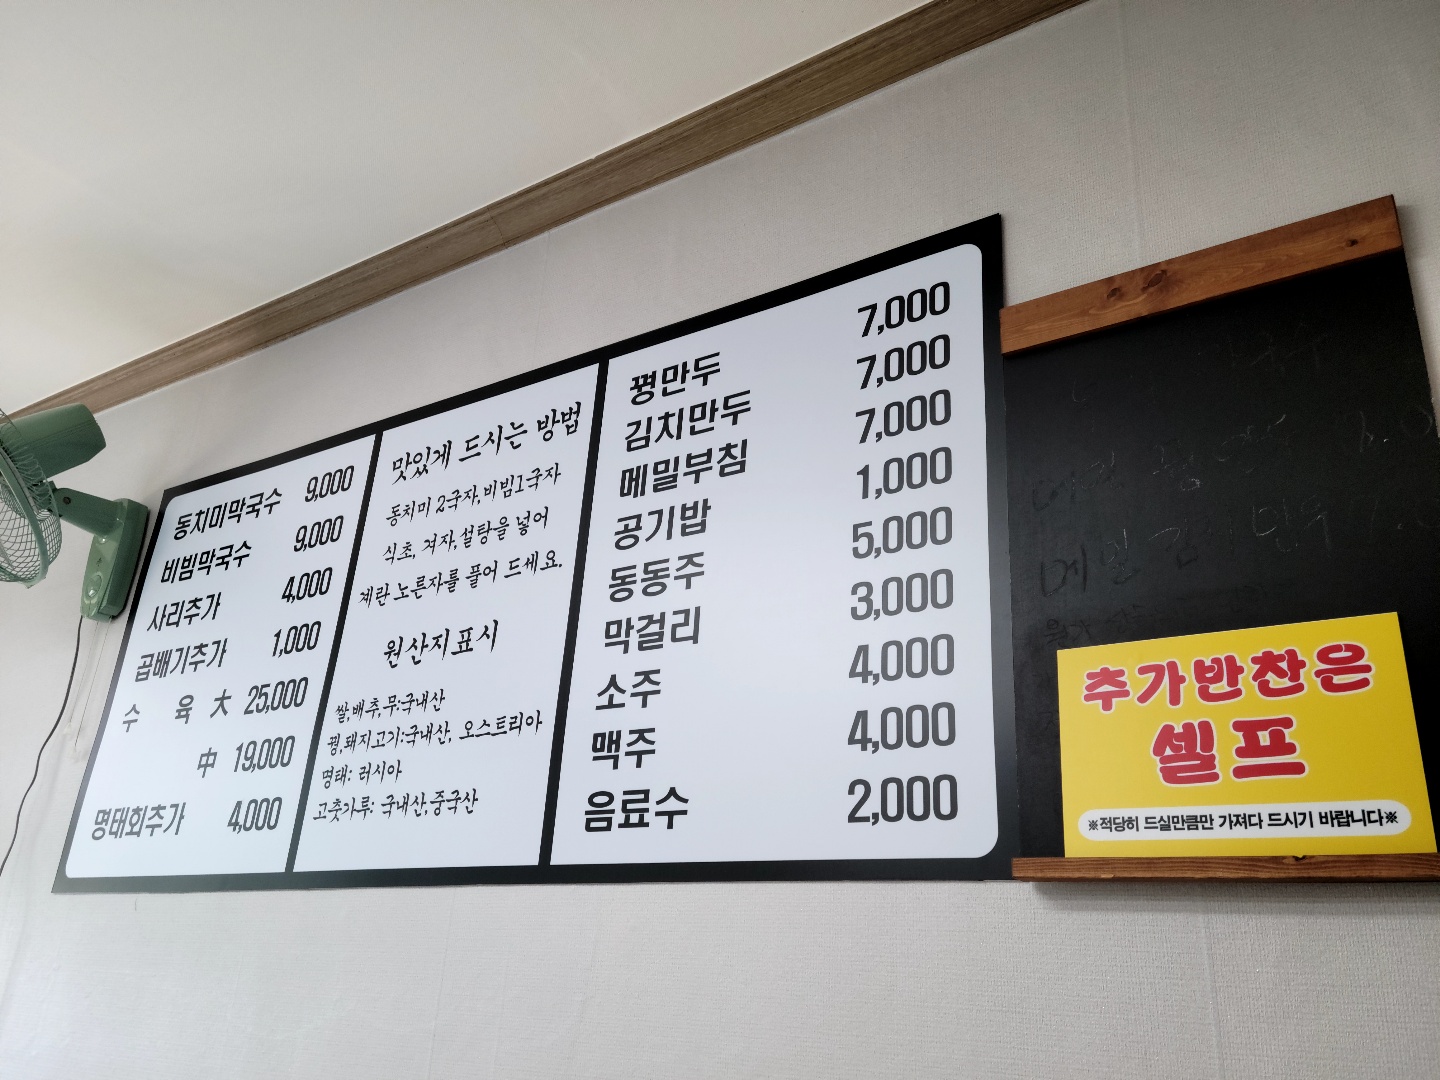 동치미막국수 9,000
비빔막국수 9,000
사리추가 4,000
곱배기추가 1,000
수 육 大 25,000
中 19,000
명태회추가 4,000
맛있게 드시는 방법
동치미 2국자,비빔1국자
식초, 겨자,설탕을 넣어
계란 노른자를 풀어 드세요.
원산지표시
쌀,배추,무:국내산
꿩,돼지고기:국내산, 오스트리아
명태: 러시아
고춧가루: 국내산,중국산
꿩만두 7,000
김치만두 7,000
메밀부침 7,000
공기밥 1,000
동동주 5,000
막걸리 3,000
소주 4,000
맥주 4,000
음료수 2,000
추가반찬은
셀프
※적당히 드실만큼만 가져다 드시기 바랍니다※